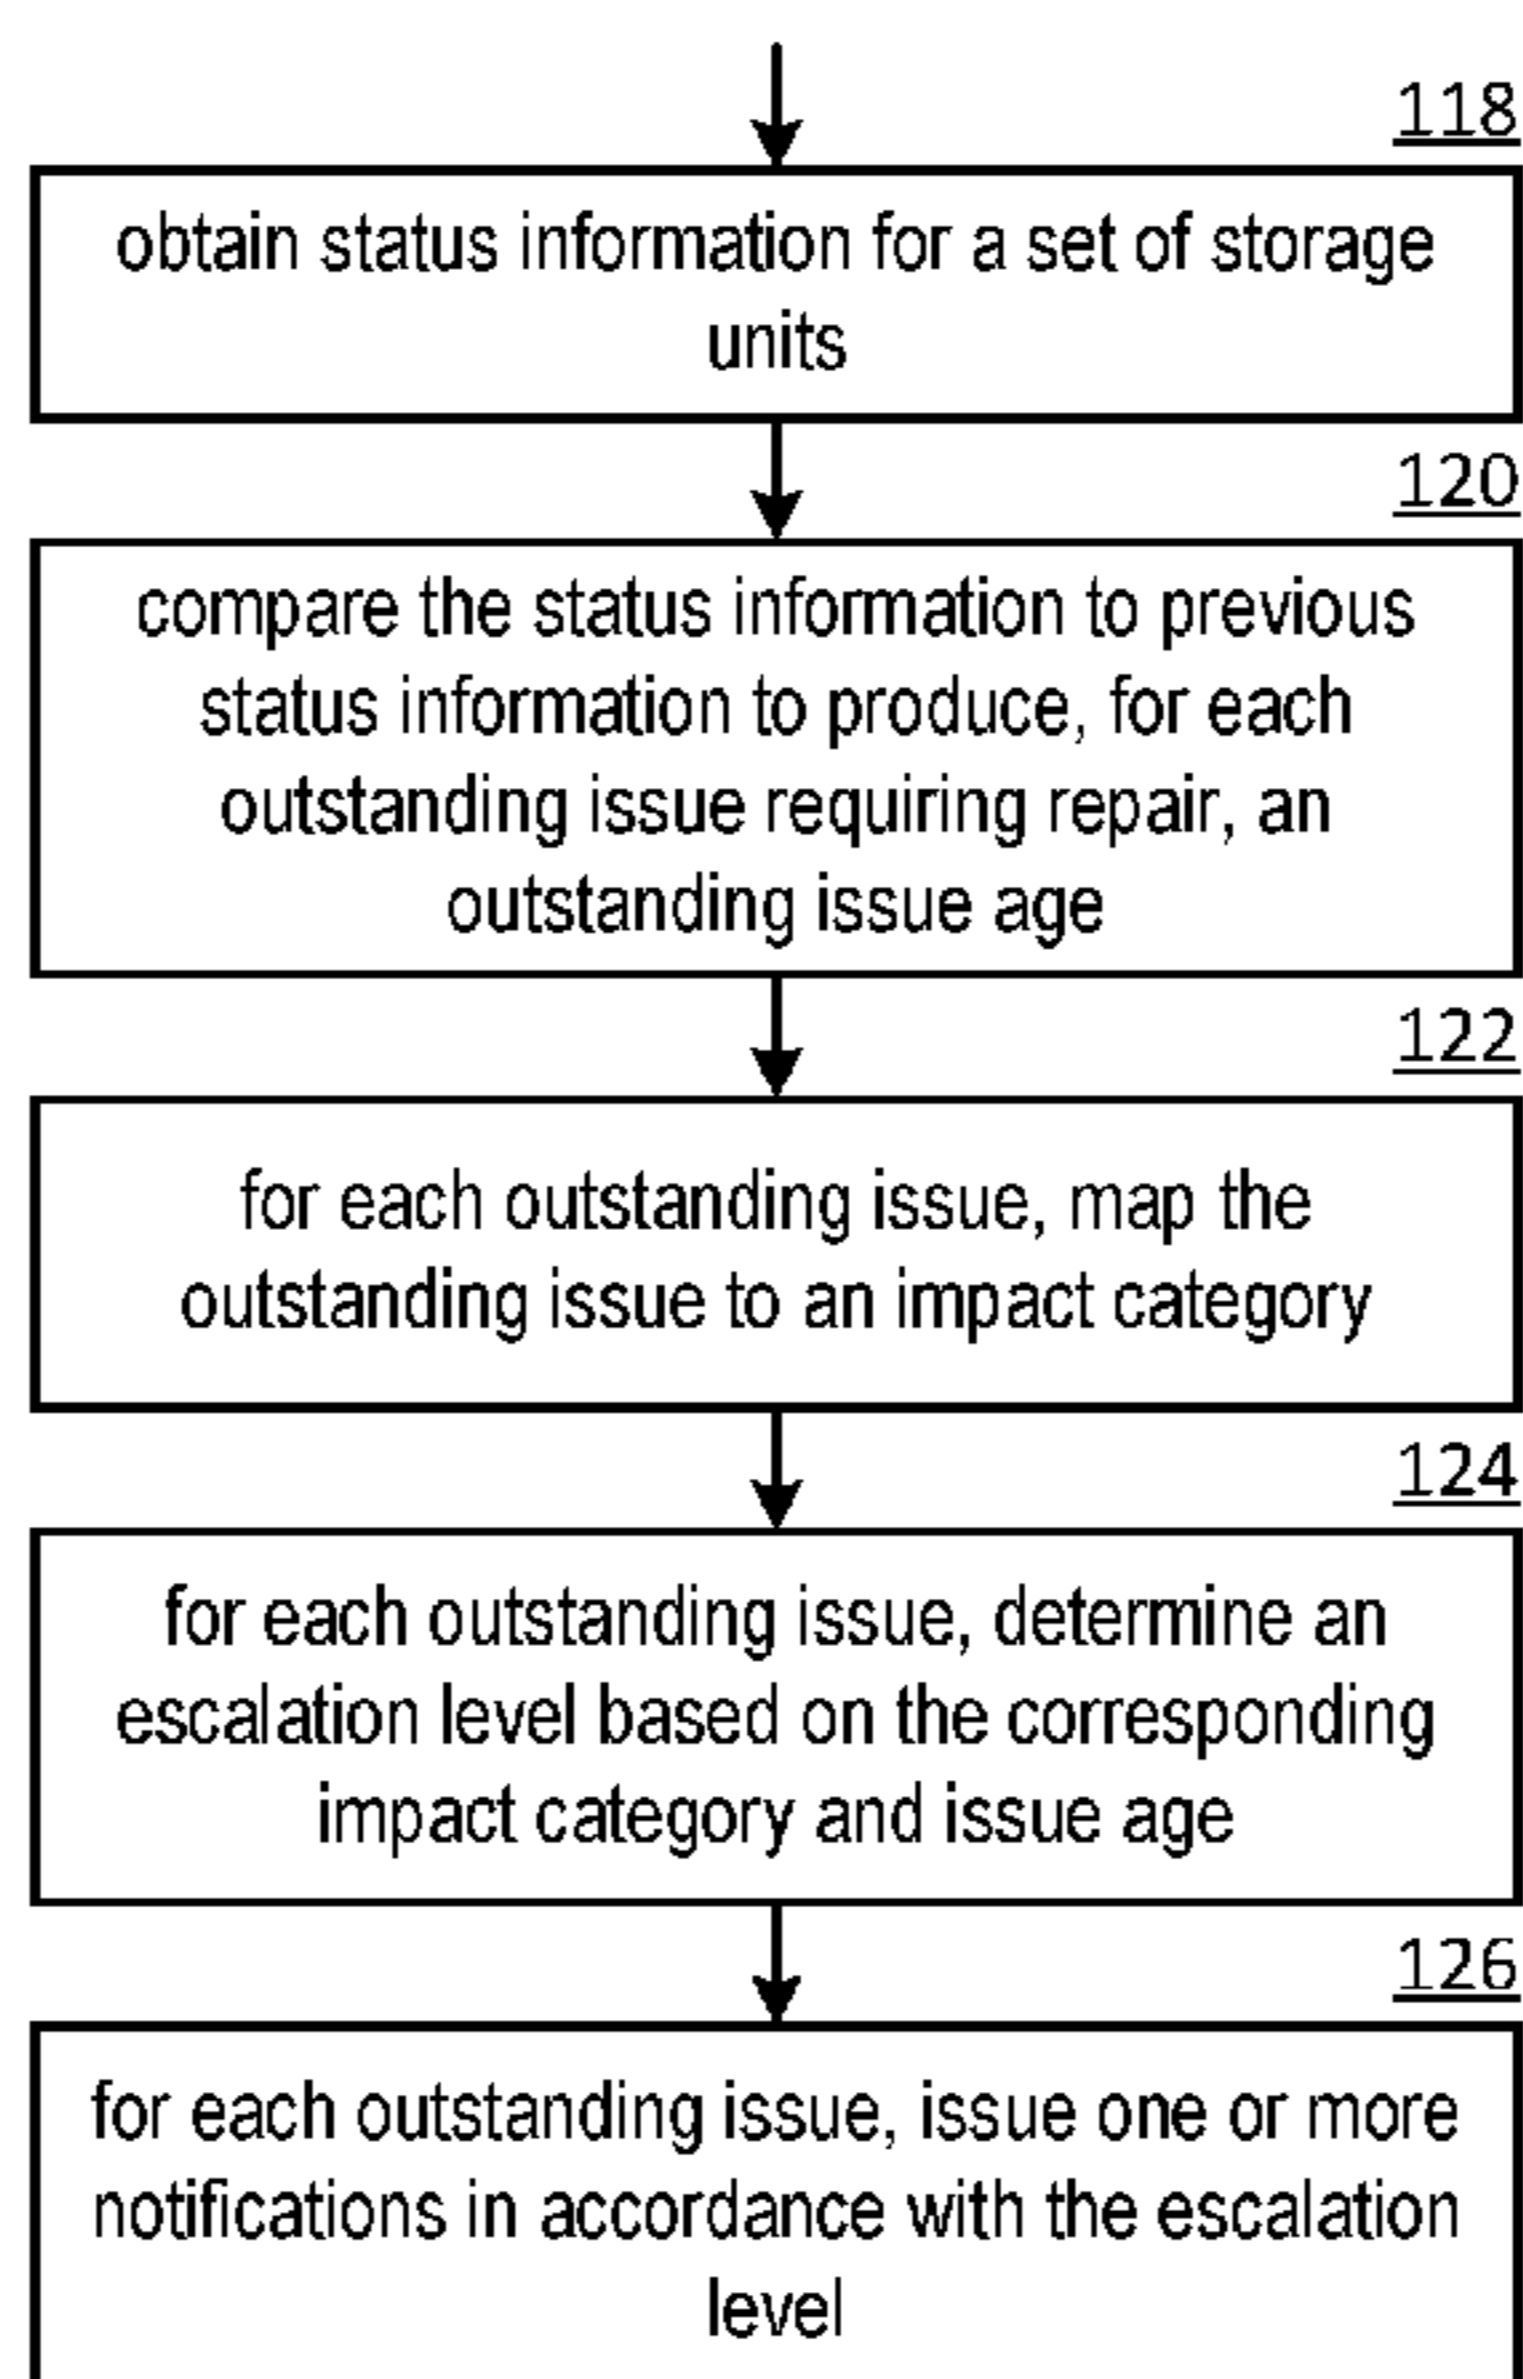 118
obtain status information for a set of storage
units
120
compare the status information to previous
status information to produce, for each
outstanding issue requiring repair, an
outstanding issue age
122
for each outstanding issue, map the
outstanding issue to an impact category
124
for each outstanding issue, determine an
escalation level based on the corresponding
impact category and issue age
126
for each outstanding issue, issue one or more
notifications in accordance with the escalation
level